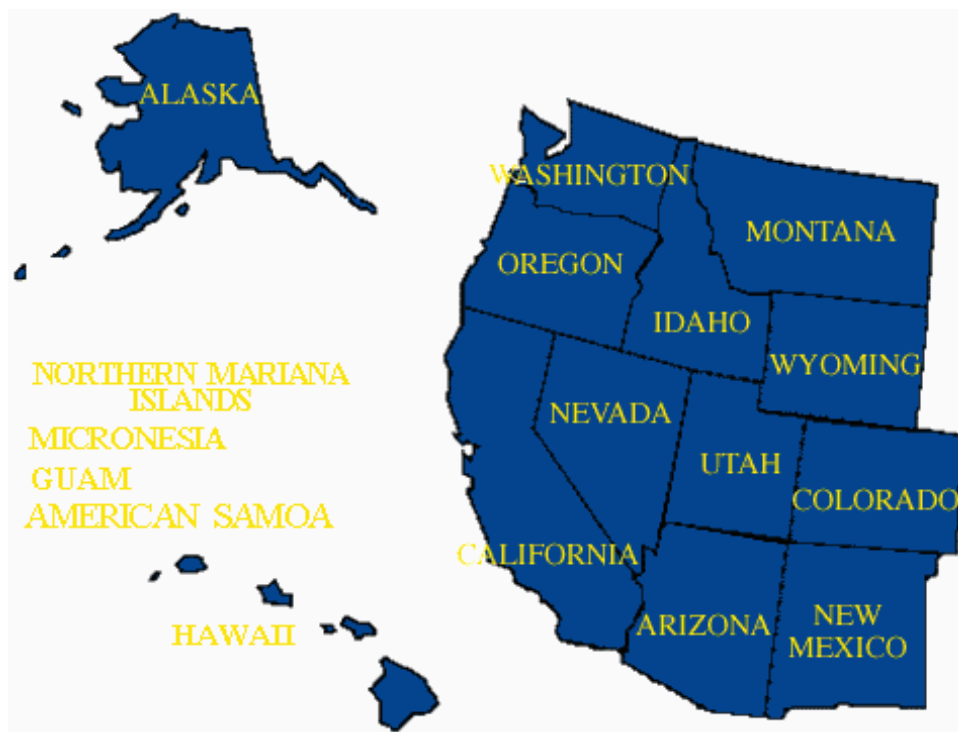 ALASKA
WASHINGTON
MONTANA
OREGON
IDAHO
WYOMING
NORTHERN MARIANA
ISLANDS
NEVADA
MICRONESIA
UTAH
GUAM
COLORADO
AMERICAN SAMOA
CALIFORNIA
HAWAII
ARIZONA
NEW
MEXICO